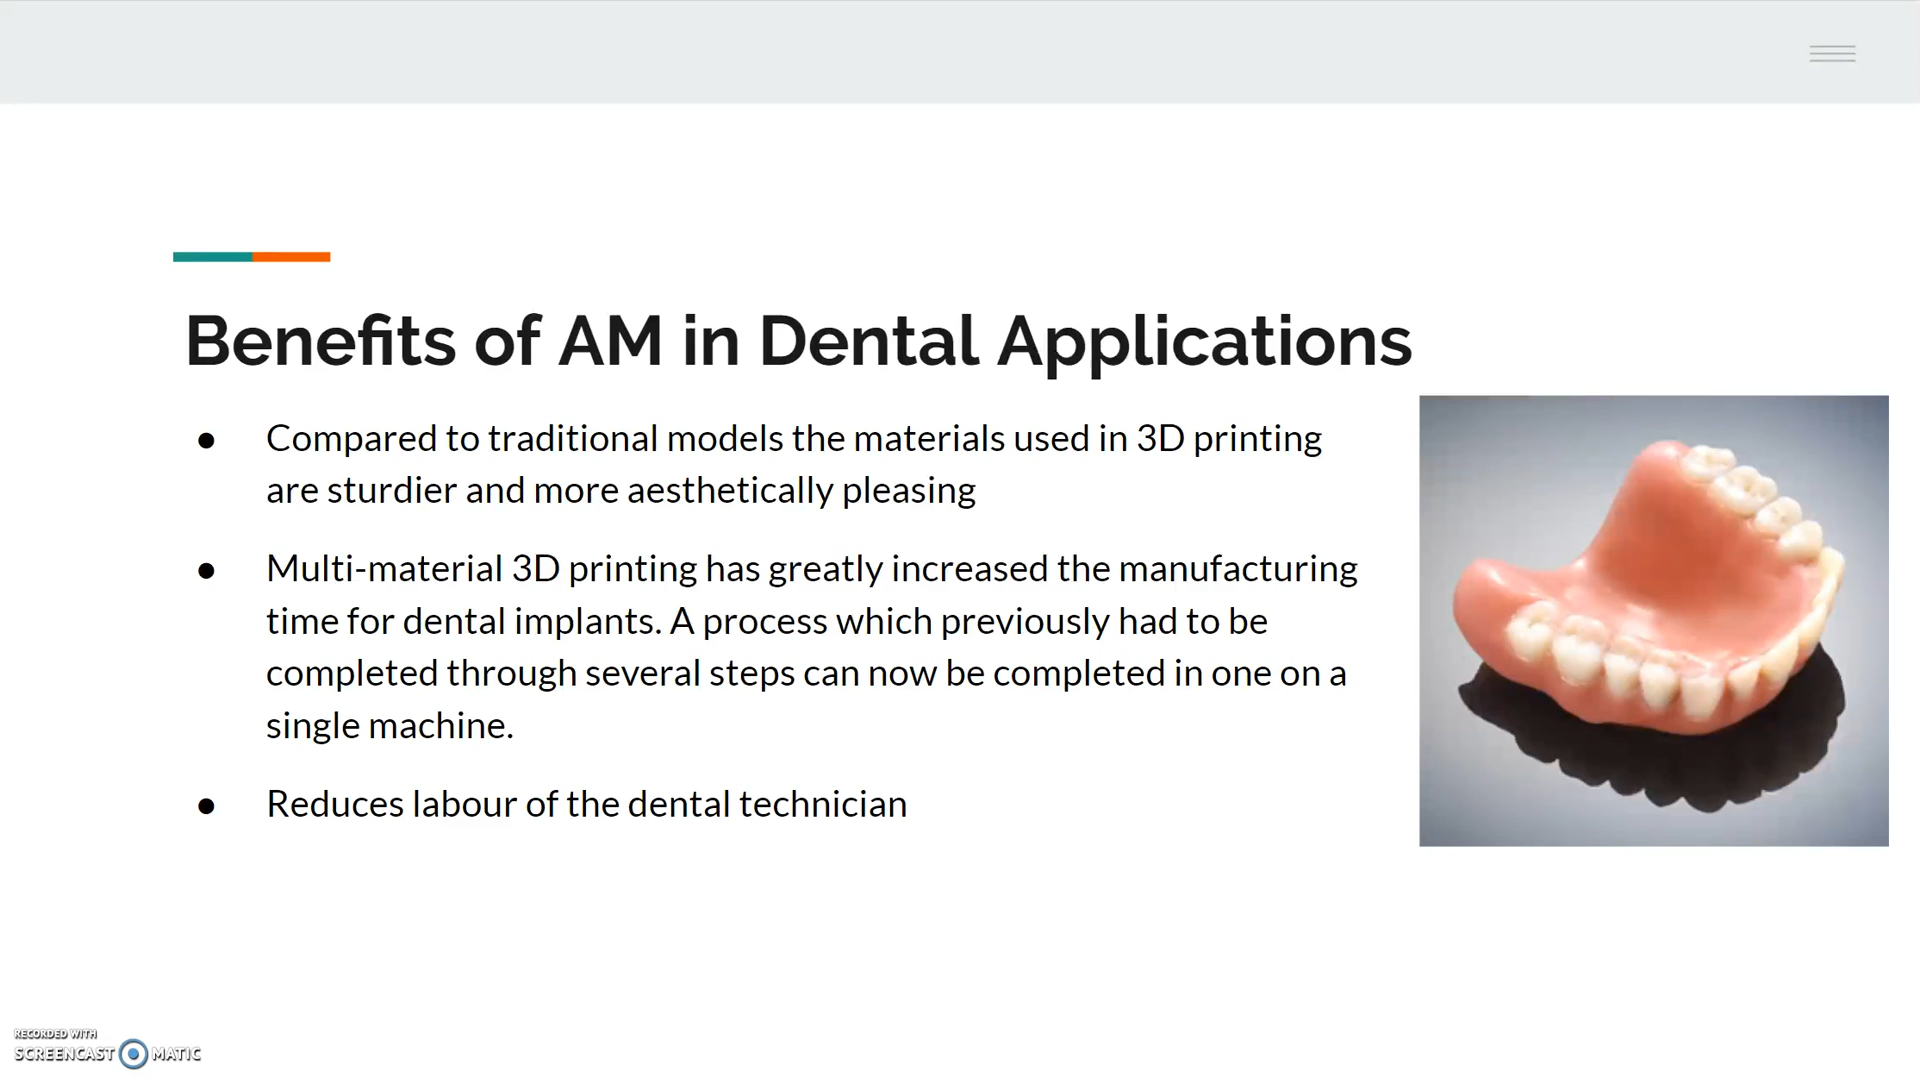 Benefits of AM in Dental Applications
● Compared to traditional models the materials used in 3D printing
are sturdier and more aesthetically pleasing
● Multi-material 3D printing has greatly increased the manufacturing
time for dental implants. A process which previously had to be
completed through several steps can now be completed in one on a
single machine.
● Reduces labour of the dental technician
RECORDED WITH
SCREENCAST MATIC